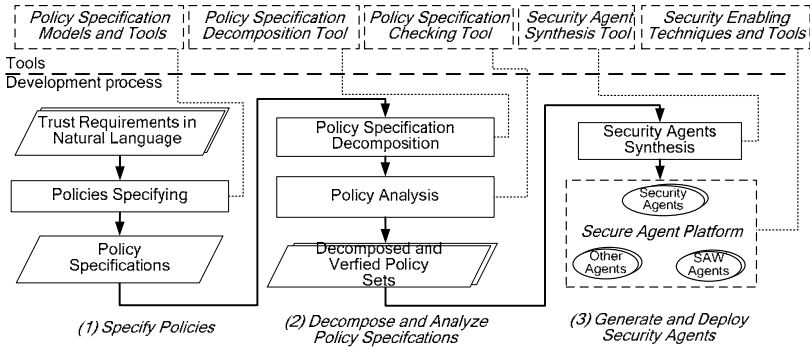 Policy Specification
Models and Tools
Policy Specification
Decomposition Tool
Policy Specification
Checking Tool
Security Agent
Synthesis Tool
Security Enabling
Techniques and Tools
Tools
Development process
Trust Requirements in
Natural Language
Policies Specifying
Policy
Specifications
(1) Specify Policies
Policy Specification
Decomposition
Policy Analysis
Decomposed and
Verfied Policy
Sets
(2) Decompose and Analyze
Policy Specifcations
Security Agents
Synthesis
Security
Agents
Secure Agent Platform
Other
Agents
SAW
Agents
(3) Generate and Deploy
Security Agents